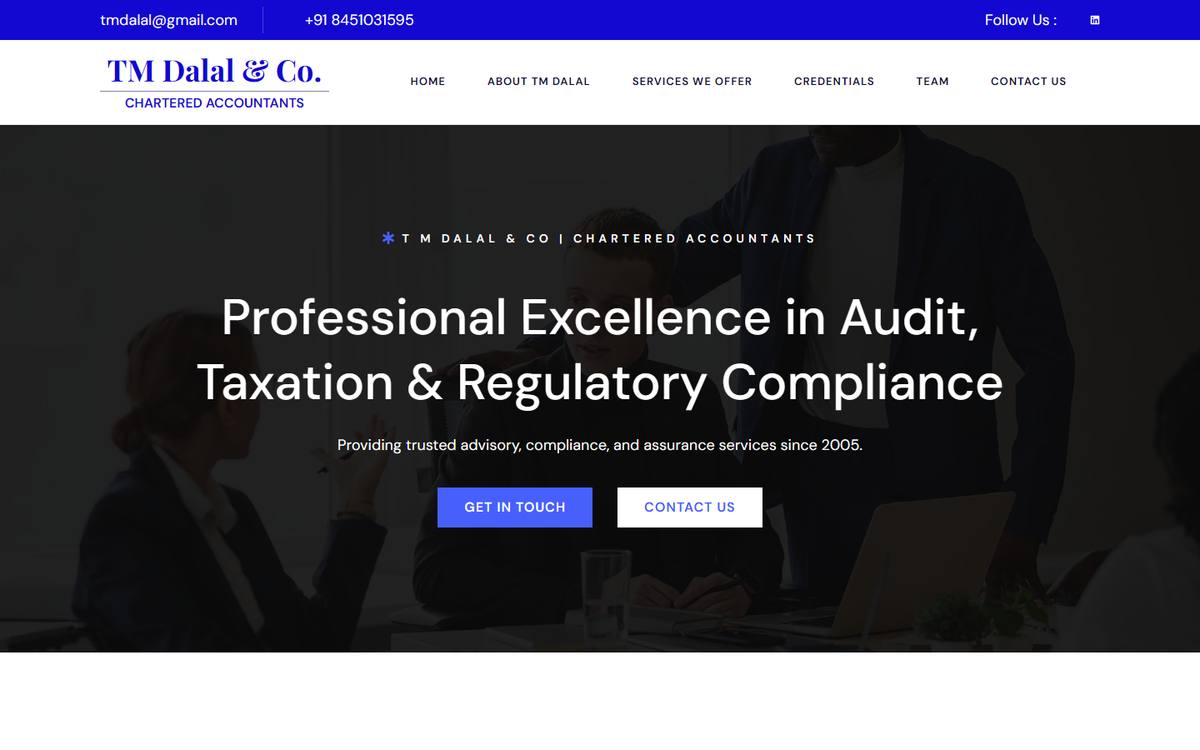 tmdalal@gmail.com
+91 8451031595
Follow Us :
TM Dalal & Co.
CHARTERED ACCOUNTANTS
HOME
ABOUT TM DALAL
SERVICES WE OFFER
CREDENTIALS
TEAM
CONTACT US
T M DALAL & CO | CHARTERED ACCOUNTANTS
Professional Excellence in Audit,
Taxation & Regulatory Compliance
Providing trusted advisory, compliance, and assurance services since 2005.
GET IN TOUCH
CONTACT US